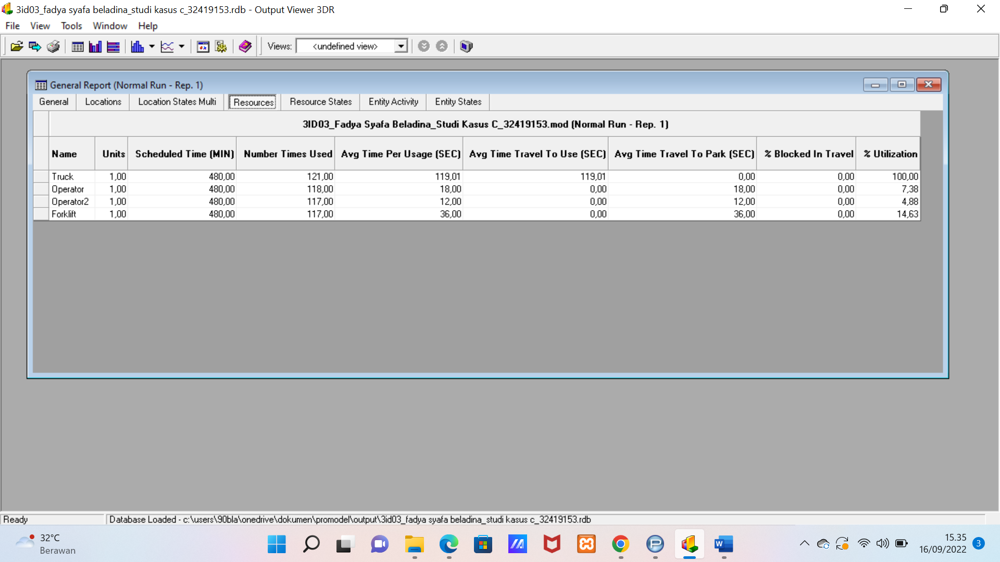 3id03_fadya syafa beladina_studi kasus c_32419153.rdb - Output Viewer 3DR
File View Tools Window Help
Views: <undefined view>
General Report (Normal Run - Rep. 1)
General Locations Location States Multi Resources Resource States Entity Activity Entity States
3ID03_Fadya Syafa Beladina_Studi Kasus C_32419153.mod (Normal Run - Rep. 1)
Name Units Scheduled Time (MIN) Number Times Used Avg Time Per Usage (SEC) Avg Time Travel To Use (SEC) Avg Time Travel To Park (SEC) % Blocked In Travel % Utilization
Truck 1,00 480,00 121,00 119,01 119,01 0,00 0,00 100,00
Operator 1,00 480,00 118,00 18,00 0,00 18,00 0,00 7,38
Operator2 1,00 480,00 117,00 12,00 0,00 12,00 0,00 4,88
Forklift 1,00 480,00 117,00 36,00 0,00 36,00 0,00 14,63
Ready Database Loaded - c:\users\90bla\onedrive\dokumen\promodel\output\3id03_fadya syafa beladina_studi kasus c_32419153.rdb
32°C
Berawan
15.35
16/09/2022
3